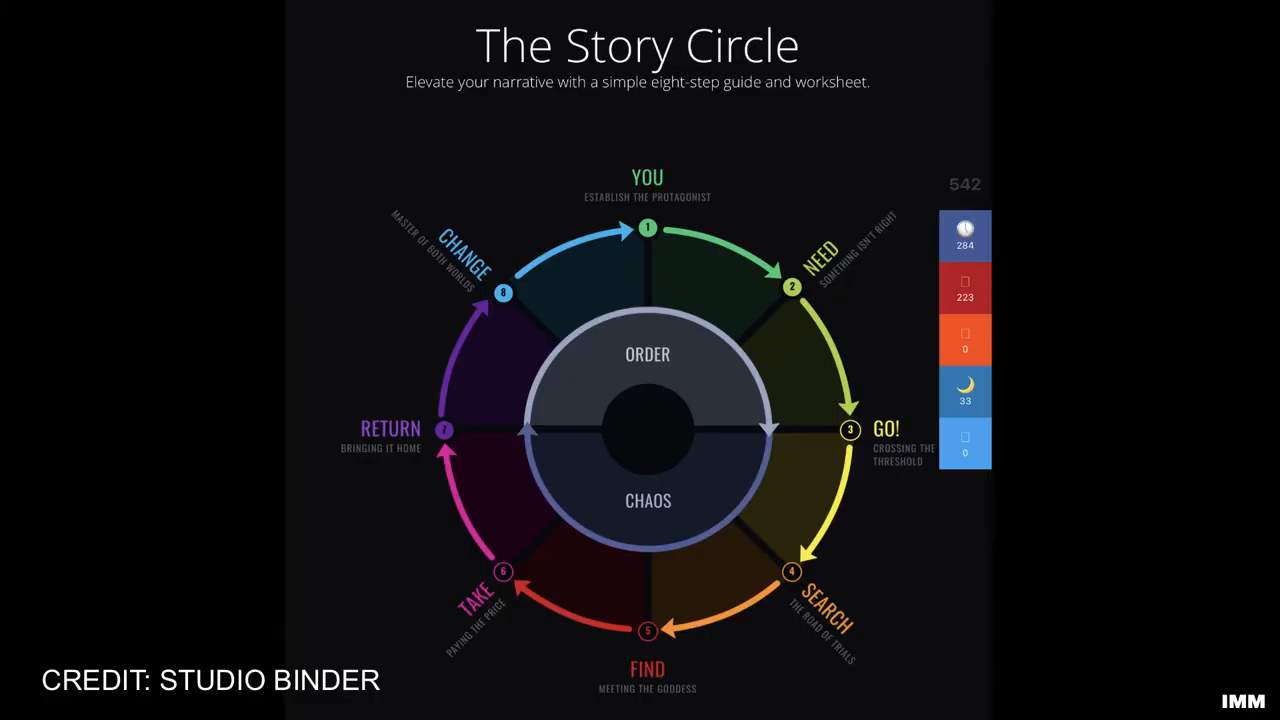 The Story Circle
Elevate your narrative with a simple eight-step guide and worksheet.
YOU
ESTABLISH THE PROTAGONIST
1
NEED
SOMETHING ISN'T RIGHT
2
GO!
CROSSING THE
THRESHOLD
3
SEARCH
THE ROAD OF TRIALS
4
FIND
MEETING THE GODDESS
5
TAKE
PAYING THE PRICE
6
RETURN
BRINGING IT HOME
7
CHANGE
MASTER OF BOTH WORLDS
8
ORDER
CHAOS
542
284
223
0
33
0
CREDIT: STUDIO BINDER
IMM